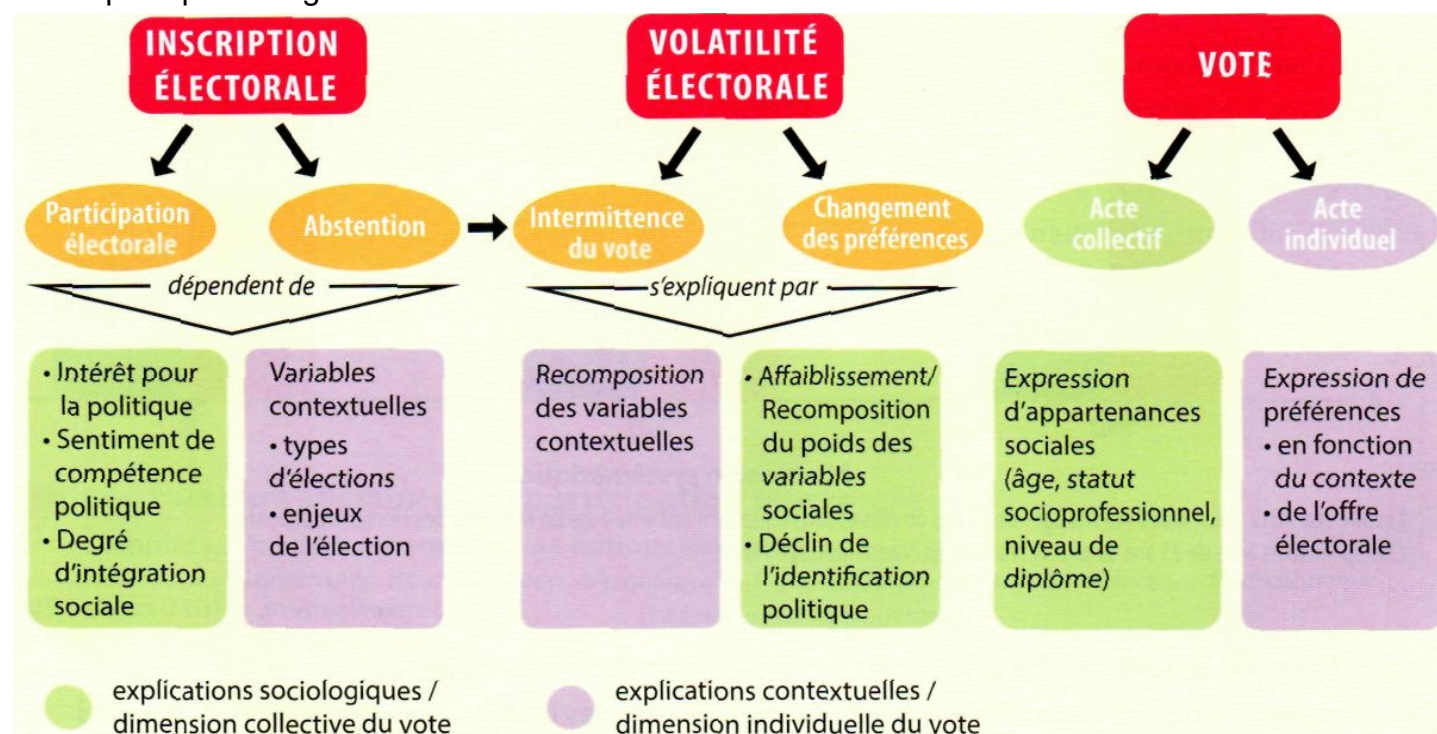 INSCRIPTION
ÉLECTORALE
VOLATILITÉ
ÉLECTORALE
VOTE
Participation
électorale
Abstention
Intermittence
du vote
Changement
des préférences
Acte
collectif
Acte
individuel
dépendent de
s'expliquent par
• Intérêt pour
la politique
• Sentiment de
compétence
politique
• Degré
d'intégration
sociale
Variables
contextuelles
• types
d'élections
• enjeux
de l'élection
Recomposition
des variables
contextuelles
• Affaiblissement/
Recomposition
du poids des
variables
sociales
• Déclin de
l'identification
politique
Expression
d'appartenances
sociales
(âge, statut
socioprofessionnel,
niveau de
diplôme)
Expression de
préférences
• en fonction
du contexte
• de l'offre
électorale
explications sociologiques /
dimension collective du vote
explications contextuelles /
dimension individuelle du vote